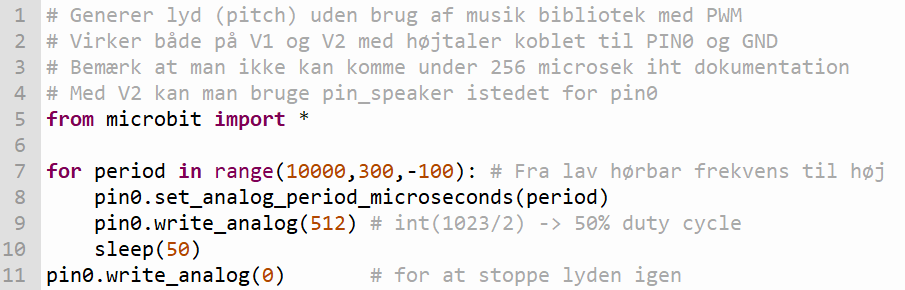 1 # Generer lyd (pitch) uden brug af musik bibliotek med PWM
2 # Virker både på V1 og V2 med højtaler koblet til PIN0 og GND
3 # Bemærk at man ikke kan komme under 256 microsek iht dokumentation
4 # Med V2 kan man bruge pin_speaker istedet for pin0
5 from microbit import *
6
7 for period in range(10000,300,-100): # Fra lav hørbar frekvens til høj
8     pin0.set_analog_period_microseconds(period)
9     pin0.write_analog(512) # int(1023/2) -> 50% duty cycle
10     sleep(50)
11 pin0.write_analog(0)       # for at stoppe lyden igen